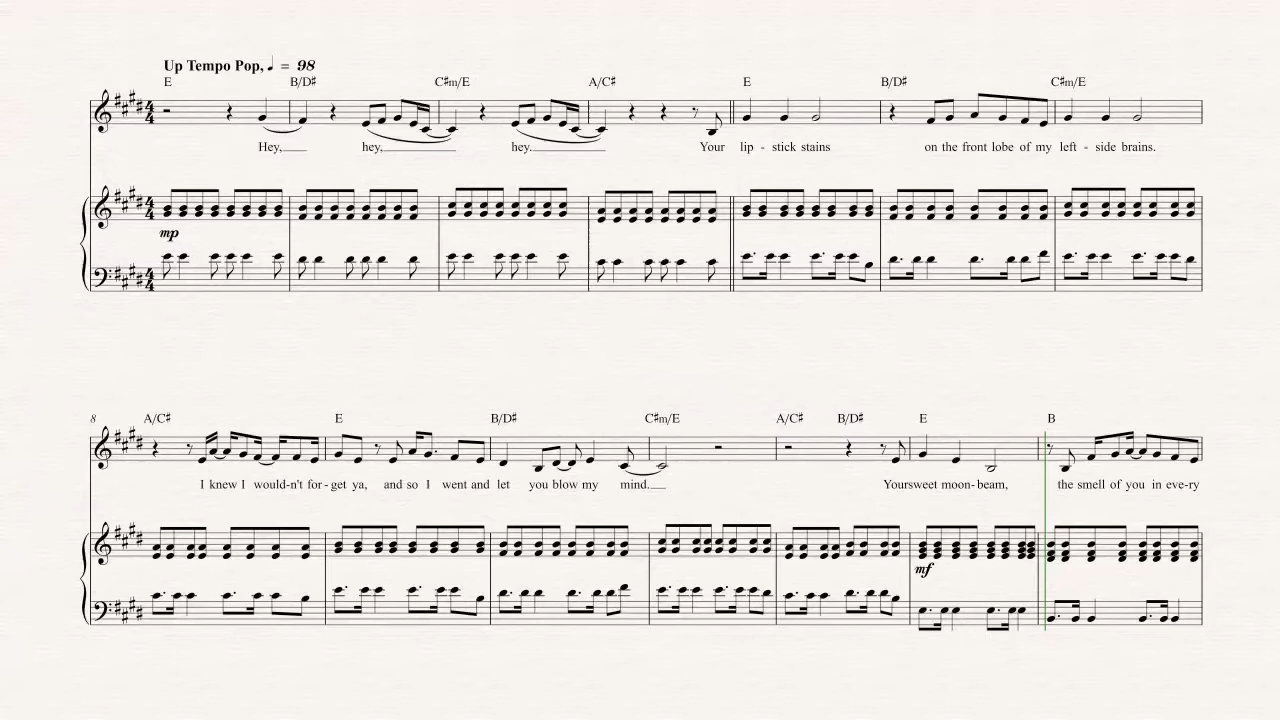 Up Tempo Pop, ♩ = 98
E B/D♯ C♯m/E A/C♯ E B/D♯ C♯m/E
Hey, hey, hey. Your lip - stick stains on the front lobe of my left - side brains.
mp
8 A/C♯ E B/D♯ C♯m/E A/C♯ B/D♯ E B
I knew I would-n't for - get ya, and so I went and let you blow my mind. Yoursweet moon-beam, the smell of you in eve-ry
mf